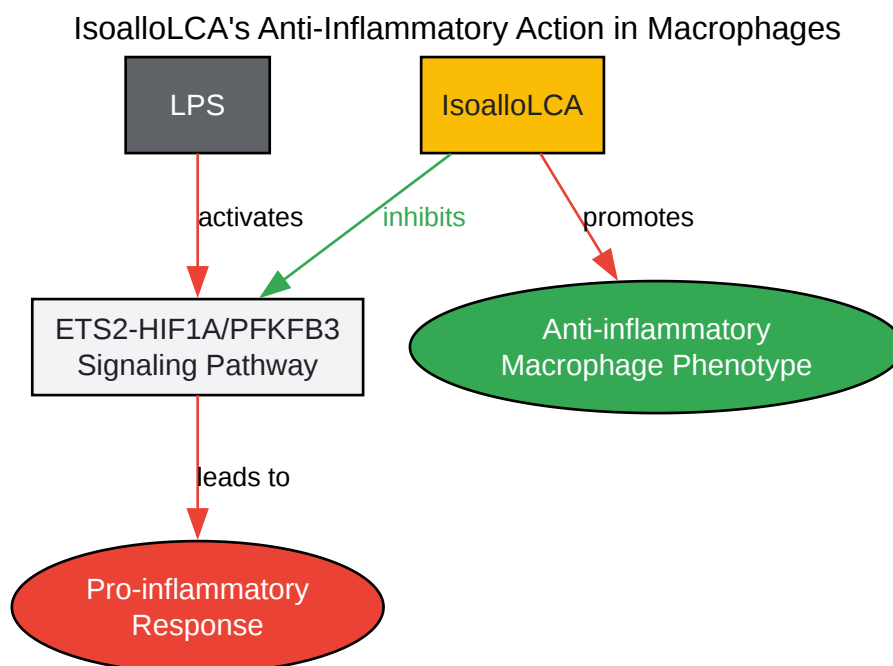 IsoalloLCA's Anti-Inflammatory Action in Macrophages
LPS
IsoalloLCA
activates
inhibits
promotes
ETS2-HIF1A/PFKFB3
Signaling Pathway
Anti-inflammatory
Macrophage Phenotype
leads to
Pro-inflammatory
Response